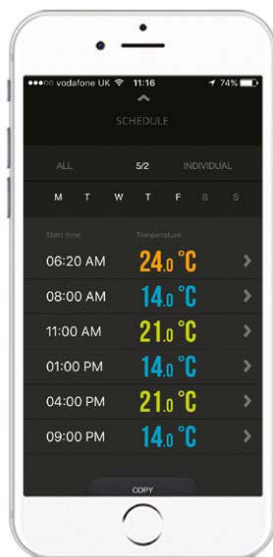 vodafone UK 11:16 74%
SCHEDULE
ALL 5/2 INDIVIDUAL
M T W T F S S
Start time Temperature
06:20 AM 24.0 °C
08:00 AM 14.0 °C
11:00 AM 21.0 °C
01:00 PM 14.0 °C
04:00 PM 21.0 °C
09:00 PM 14.0 °C
COPY